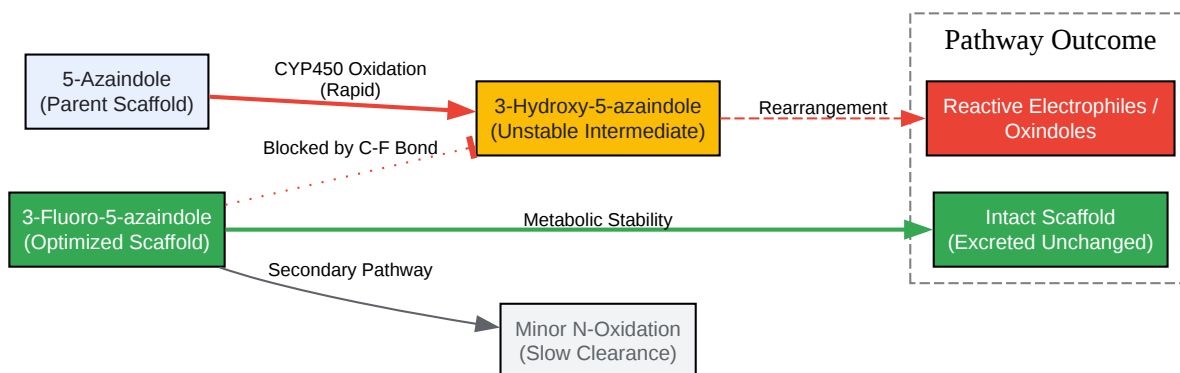 Pathway Outcome
5-Azaindole
(Parent Scaffold)
CYP450 Oxidation
(Rapid)
3-Hydroxy-5-azaindole
(Unstable Intermediate)
Rearrangement
Reactive Electrophiles /
Oxindoles
Blocked by C-F Bond
3-Fluoro-5-azaindole
(Optimized Scaffold)
Metabolic Stability
Intact Scaffold
(Excreted Unchanged)
Secondary Pathway
Minor N-Oxidation
(Slow Clearance)